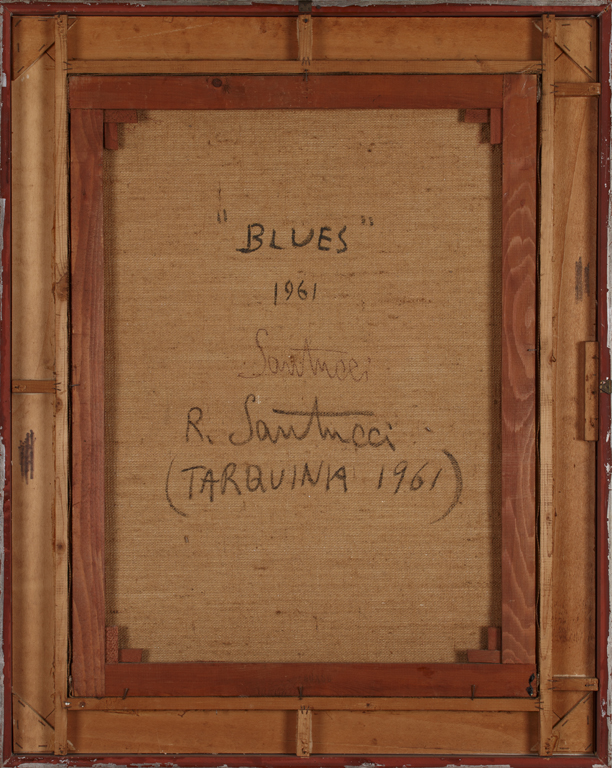 "BLUES"
1961
Santucci
R. Santucci
(TARQUINIA 1961)